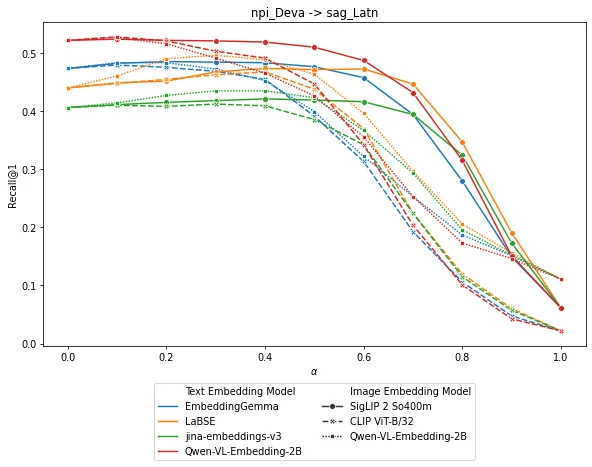 npi_Deva -> sag_Latn
Recall@1
0.5
0.4
0.3
0.2
0.1
0.0
0.0 0.2 0.4 0.6 0.8 1.0
α
Text Embedding Model Image Embedding Model
EmbeddingGemma SigLIP 2 So400m
LaBSE CLIP ViT-B/32
jina-embeddings-v3 Qwen-VL-Embedding-2B
Qwen-VL-Embedding-2B